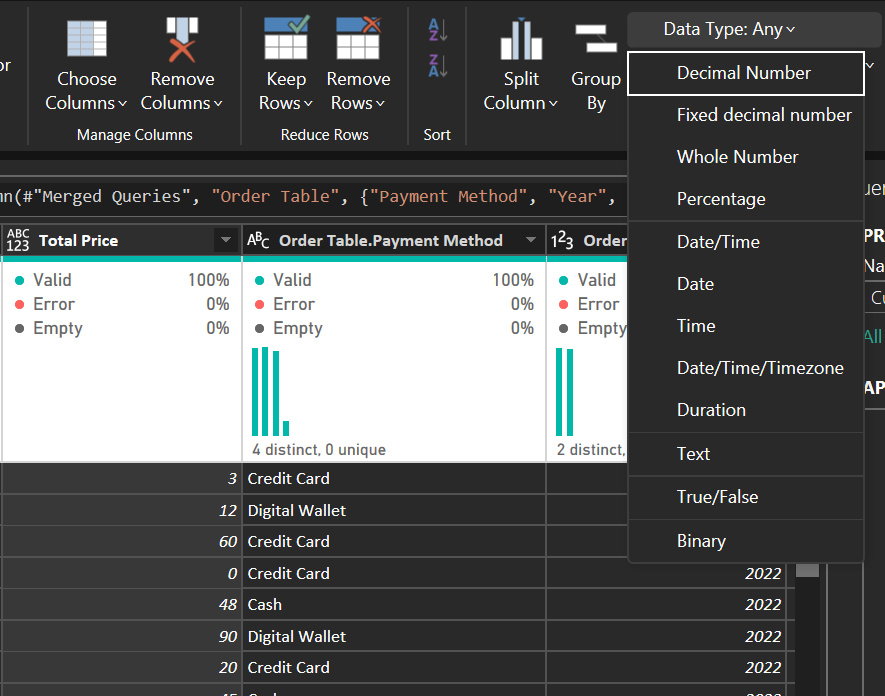 or
Choose
Columns
Remove
Columns
Manage Columns
Keep
Rows
Remove
Rows
Reduce Rows
A
Z
Z
A
Sort
Split
Column
Group
By
Data Type: Any
Decimal Number
Fixed decimal number
Whole Number
Percentage
Date/Time
Date
Time
Date/Time/Timezone
Duration
Text
True/False
Binary
mn(#"Merged Queries", "Order Table", {"Payment Method", "Year",
ABC
123
Total Price
ABC
Order Table.Payment Method
123
Order
Valid 100%
Error 0%
Empty 0%
Valid 100%
Error 0%
Empty 0%
4 distinct, 0 unique
Valid
Error
Empty
2 distinct,
3 Credit Card
12 Digital Wallet
60 Credit Card
0 Credit Card 2022
48 Cash 2022
90 Digital Wallet 2022
20 Credit Card 2022
PR
Na
Cu
All
AP